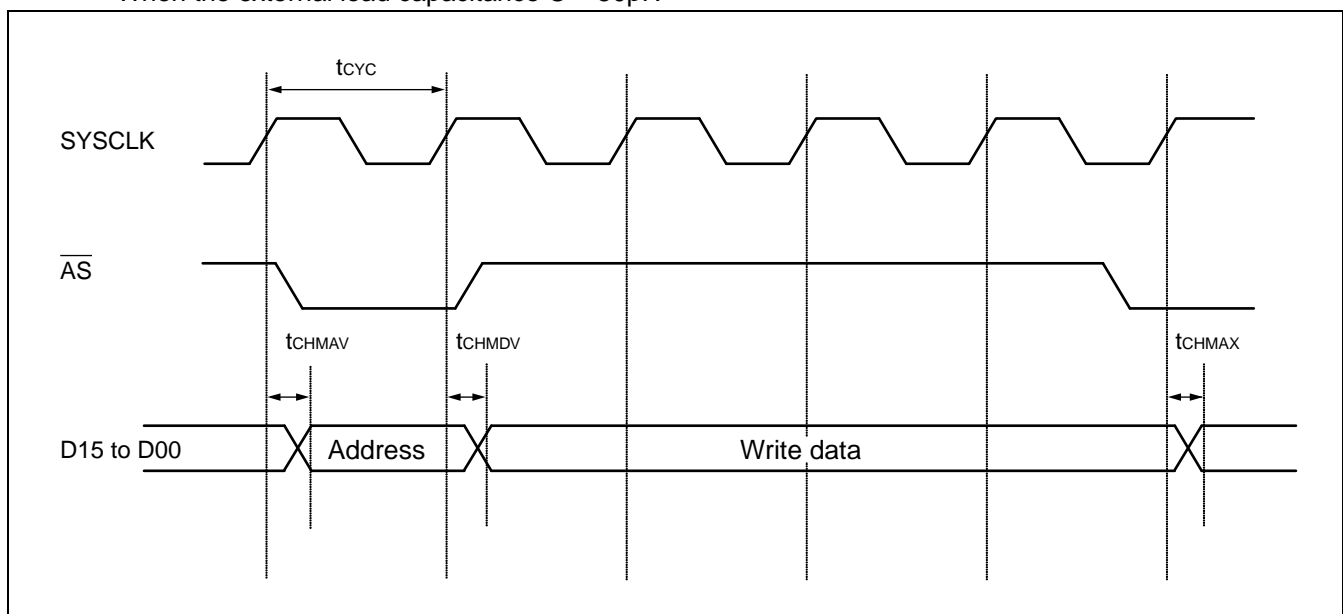 tCYC
SYSCLK
AS
tCHMAV tCHMDV tCHMAX
D15 to D00 Address Write data